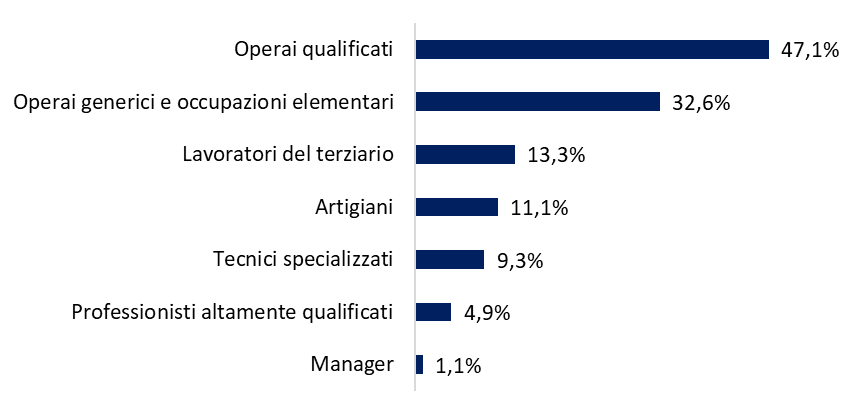 Operai qualificati 47,1%
Operai generici e occupazioni elementari 32,6%
Lavoratori del terziario 13,3%
Artigiani 11,1%
Tecnici specializzati 9,3%
Professionisti altamente qualificati 4,9%
Manager 1,1%